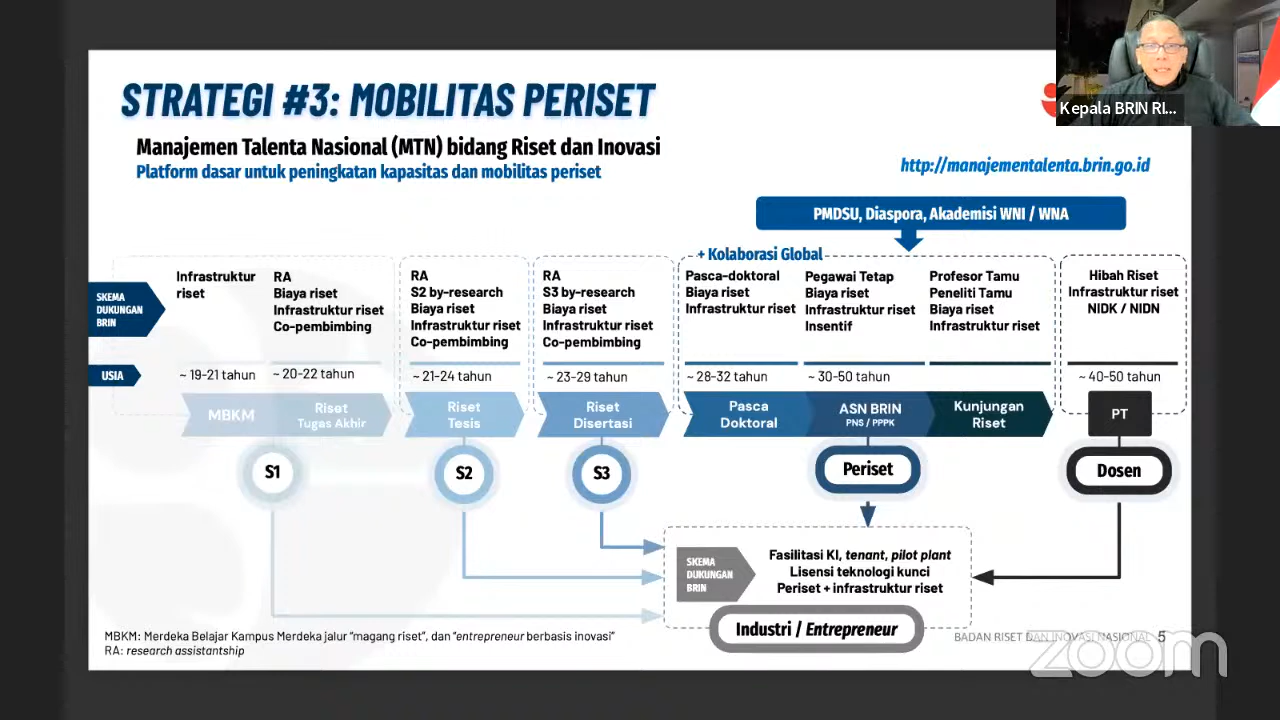 STRATEGI #3: MOBILITAS PERISET
Kepala BRIN RI...
Manajemen Talenta Nasional (MTN) bidang Riset dan Inovasi
Platform dasar untuk peningkatan kapasitas dan mobilitas periset
http://manajementalenta.brin.go.id
PMDSU, Diaspora, Akademisi WNI / WNA
+ Kolaborasi Global
SKEMA
DUKUNGAN
BRIN
Infrastruktur
riset
RA
Biaya riset
Infrastruktur riset
Co-pembimbing
RA
S2 by-research
Biaya riset
Infrastruktur riset
Co-pembimbing
RA
S3 by-research
Biaya riset
Infrastruktur riset
Co-pembimbing
Pasca-doktoral
Biaya riset
Infrastruktur riset
Pegawai Tetap
Biaya riset
Infrastruktur riset
Insentif
Profesor Tamu
Peneliti Tamu
Biaya riset
Infrastruktur riset
Hibah Riset
Infrastruktur riset
NIDK / NIDN
USIA
~ 19-21 tahun
~ 20-22 tahun
~ 21-24 tahun
~ 23-29 tahun
~ 28-32 tahun
~ 30-50 tahun
~ 40-50 tahun
MBKM
Riset
Tugas Akhir
Riset
Tesis
Riset
Disertasi
Pasca
Doktoral
ASN BRIN
PNS / PPPK
Kunjungan
Riset
PT
S1
S2
S3
Periset
Dosen
SKEMA
DUKUNGAN
BRIN
Fasilitasi KI, tenant, pilot plant
Lisensi teknologi kunci
Periset + infrastruktur riset
Industri / Entrepreneur
MBKM: Merdeka Belajar Kampus Merdeka jalur "magang riset", dan "entrepreneur berbasis inovasi"
RA: research assistantship
BADAN RISET DAN INOVASI NASIONAL 5
zoom